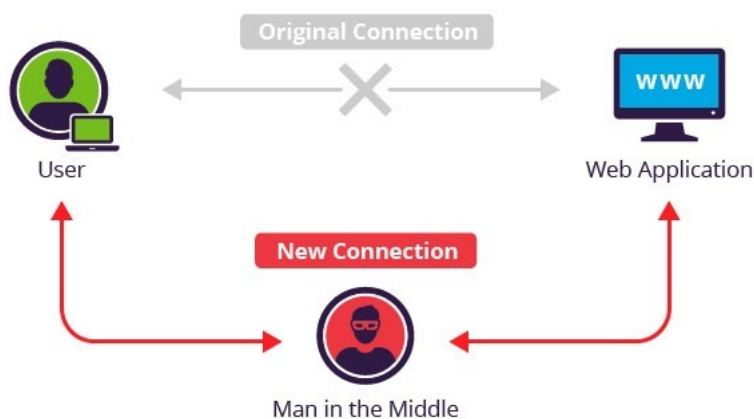 Original Connection
WWW
User
Web Application
New Connection
Man in the Middle